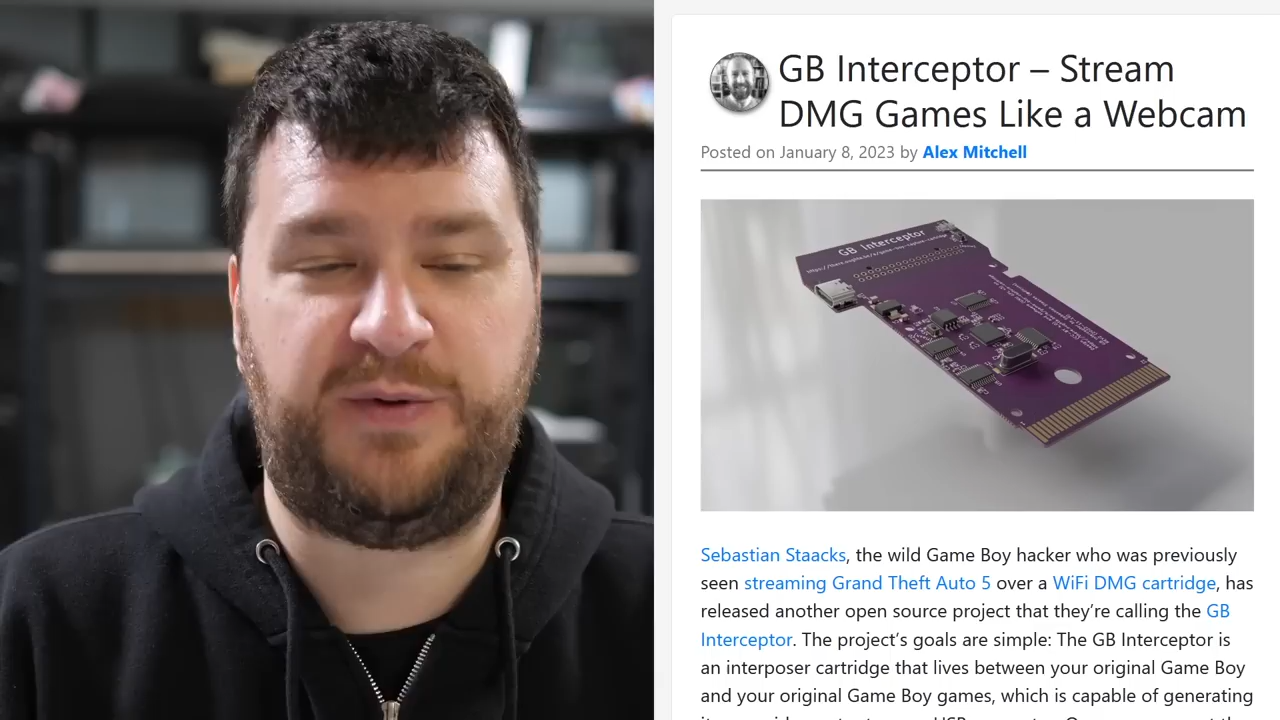 GB Interceptor – Stream
DMG Games Like a Webcam
Posted on January 8, 2023 by Alex Mitchell
GB Interceptor
Sebastian Staacks, the wild Game Boy hacker who was previously
seen streaming Grand Theft Auto 5 over a WiFi DMG cartridge, has
released another open source project that they’re calling the GB
Interceptor. The project’s goals are simple: The GB Interceptor is
an interposer cartridge that lives between your original Game Boy
and your original Game Boy games, which is capable of generating